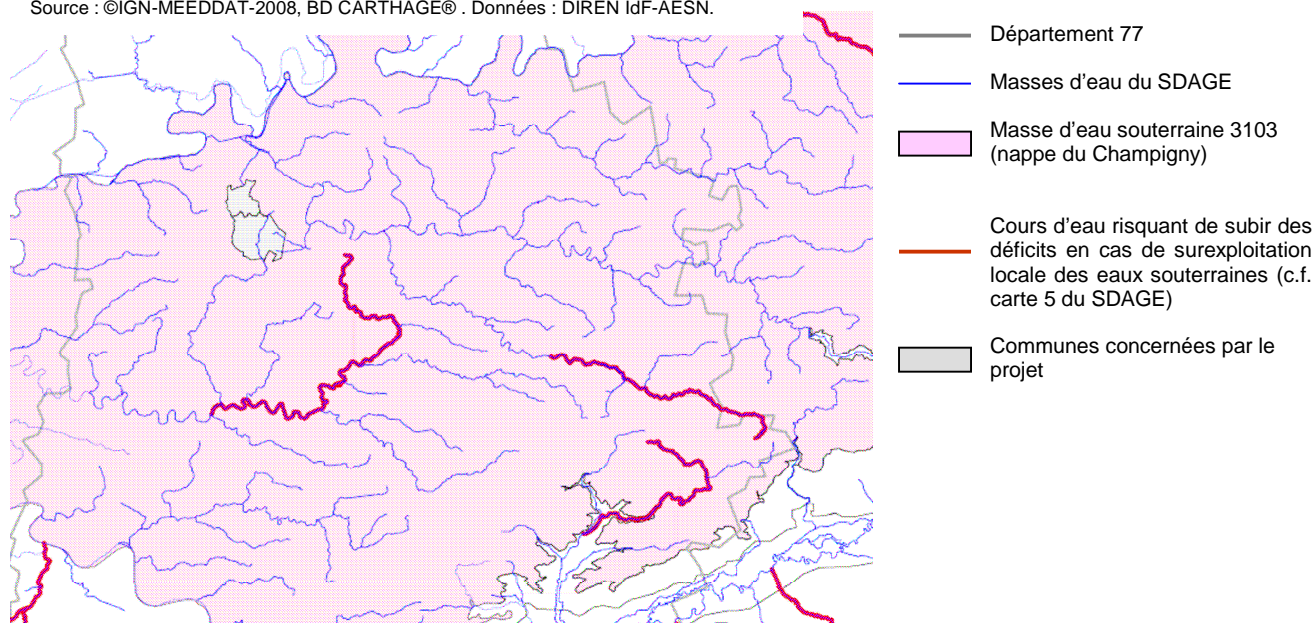 Source : ©IGN-MEEDDAT-2008, BD CARTHAGE® . Données : DIREN IdF-AESN.
Département 77
Masses d'eau du SDAGE
Masse d'eau souterraine 3103
(nappe du Champigny)
Cours d'eau risquant de subir des
déficits en cas de surexploitation
locale des eaux souterraines (c.f.
carte 5 du SDAGE)
Communes concernées par le
projet